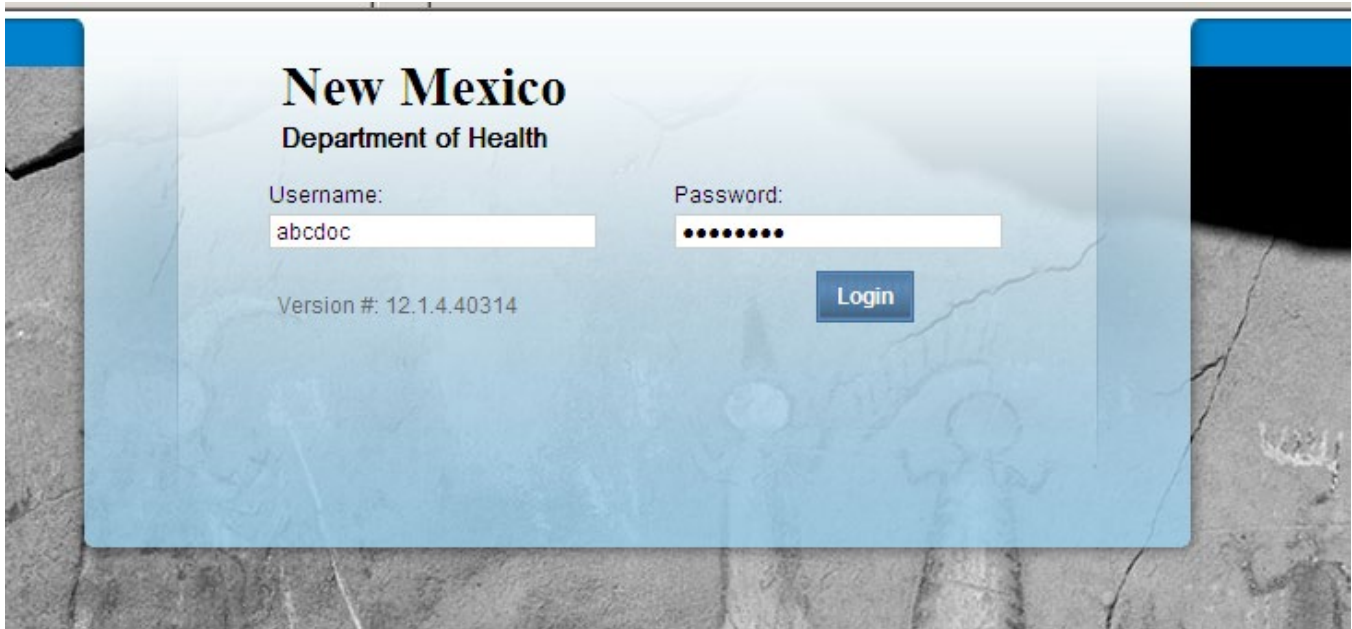 New Mexico
Department of Health
Username: Password:
abcdoc ••••••••
Version #: 12.1.4.40314 Login